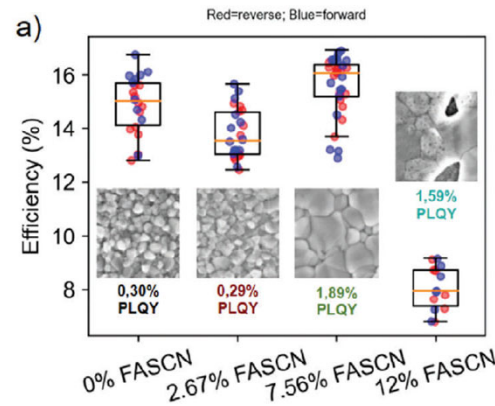 Red=reverse; Blue=forward
a)
Efficiency (%)
16
14
12
10
8
1,59%
PLQY
0,30%
PLQY
0,29%
PLQY
1,89%
PLQY
0% FASCN
2.67% FASCN
7.56% FASCN
12% FASCN